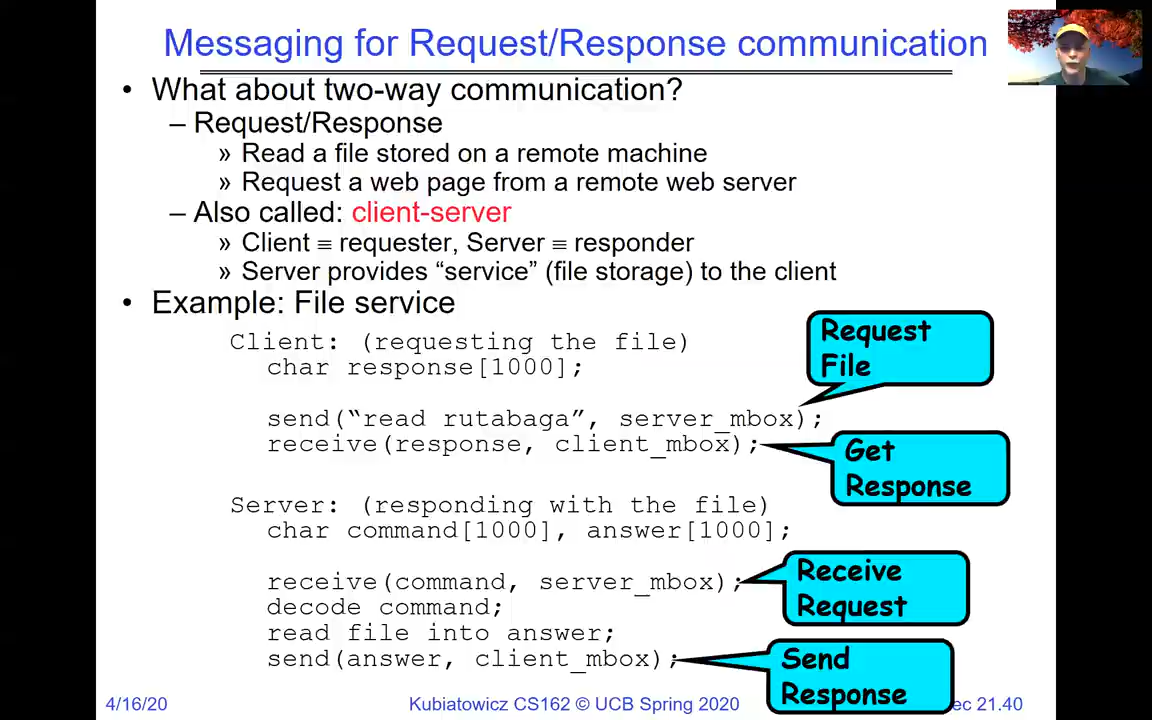 Messaging for Request/Response communication
• What about two-way communication?
– Request/Response
» Read a file stored on a remote machine
» Request a web page from a remote web server
– Also called: client-server
» Client ≡ requester, Server ≡ responder
» Server provides “service” (file storage) to the client
• Example: File service
Client: (requesting the file)
char response[1000];
Request
File
send(“read rutabaga”, server_mbox);
receive(response, client_mbox);
Get
Response
Server: (responding with the file)
char command[1000], answer[1000];
receive(command, server_mbox);
Receive
Request
decode command;
read file into answer;
send(answer, client_mbox);
Send
Response
4/16/20
Kubiatowicz CS162 © UCB Spring 2020
ec 21.40